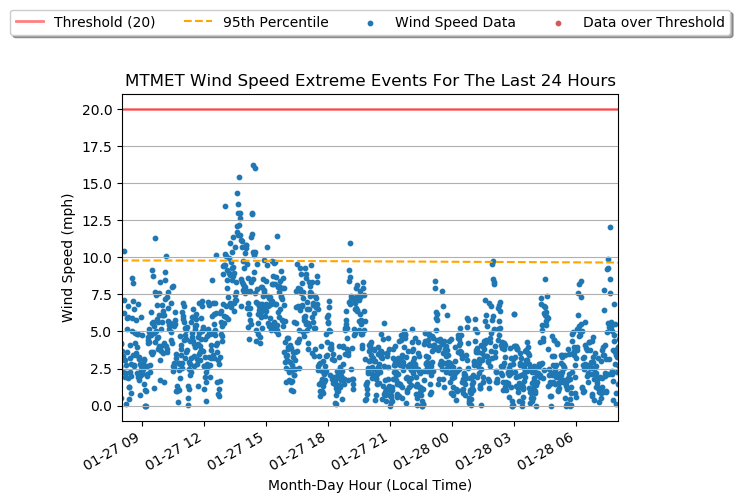 Threshold (20) 95th Percentile Wind Speed Data Data over Threshold
MTMET Wind Speed Extreme Events For The Last 24 Hours
Wind Speed (mph)
20.0
17.5
15.0
12.5
10.0
7.5
5.0
2.5
0.0
01-27 09 01-27 12 01-27 15 01-27 18 01-27 21 01-28 00 01-28 03 01-28 06
Month-Day Hour (Local Time)